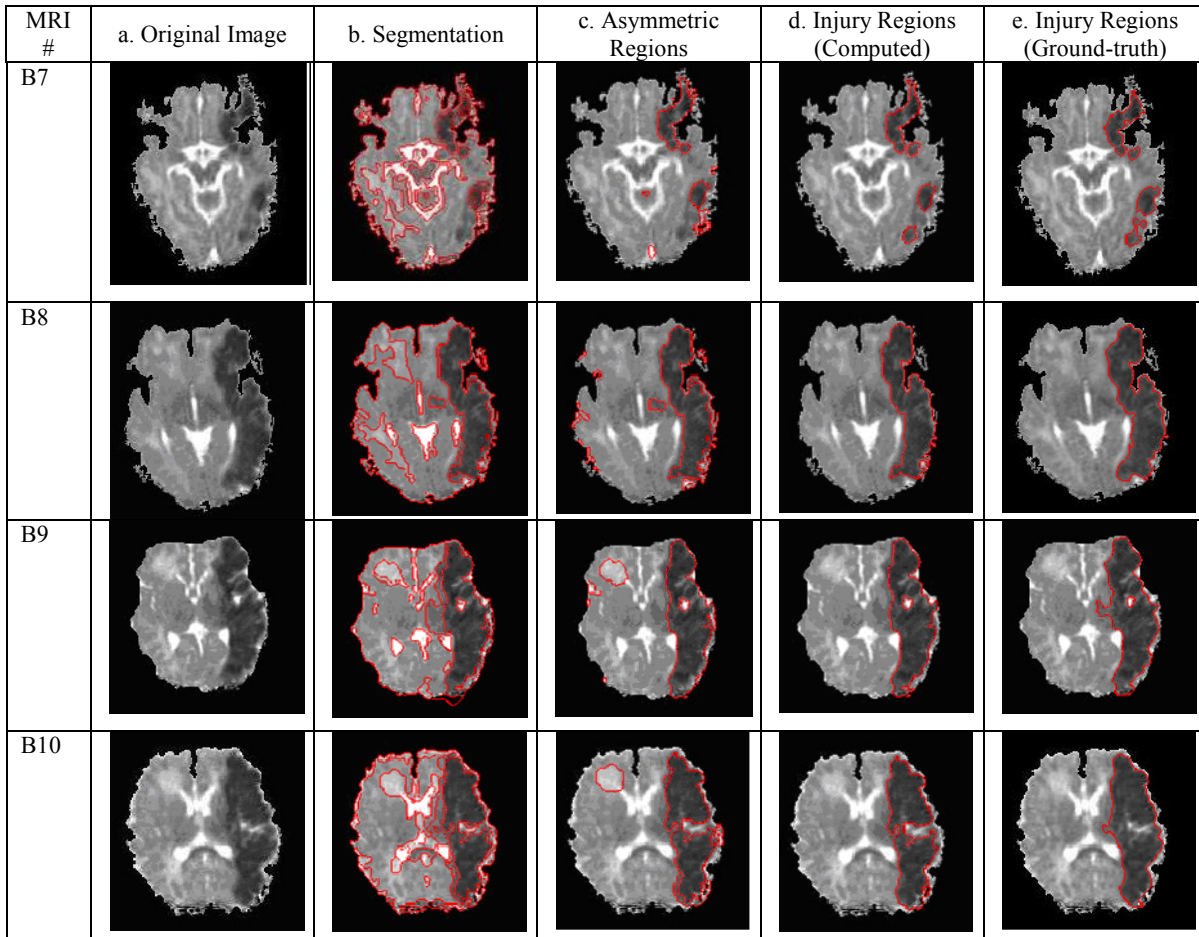 MRI
#
a. Original Image
b. Segmentation
c. Asymmetric
Regions
d. Injury Regions
(Computed)
e. Injury Regions
(Ground-truth)
B7
B8
B9
B10